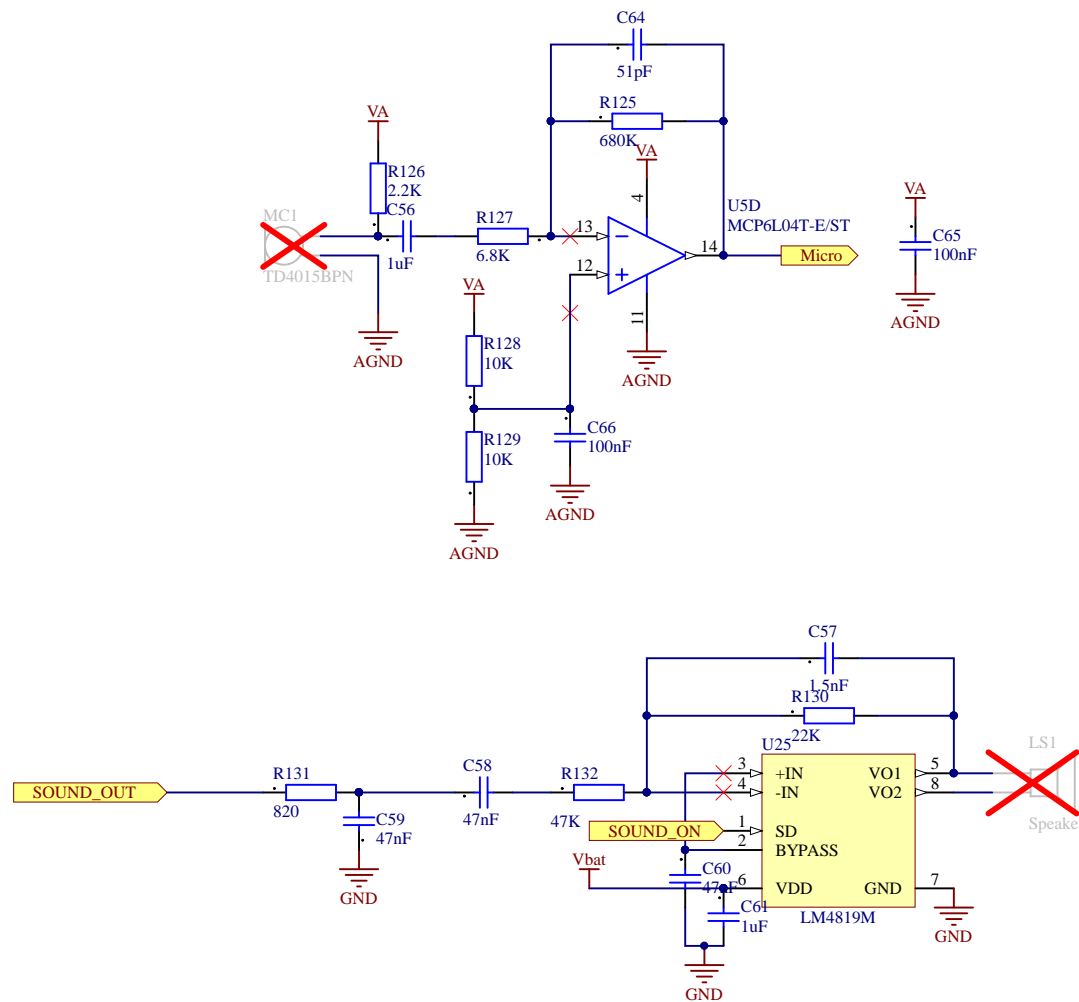 C64
51pF
R125
680K
VA
VA
R126
2.2K
MC1
TD4015BPN
C56
1uF
R127
6.8K
13
12
4
11
14
U5D
MCP6L04T-E/ST
Micro
VA
C65
100nF
AGND
AGND
AGND
VA
R128
10K
R129
10K
C66
100nF
AGND
AGND
C57
1.5nF
R130
22K
U25
LS1
Speake
SOUND_OUT
R131
820
C59
47nF
GND
C58
47nF
R132
47K
SOUND_ON
3
+IN
4
-IN
1
SD
2
BYPASS
6
VDD
VO1
5
VO2
8
GND
7
LM4819M
GND
Vbat
C60
47nF
C61
1uF
GND